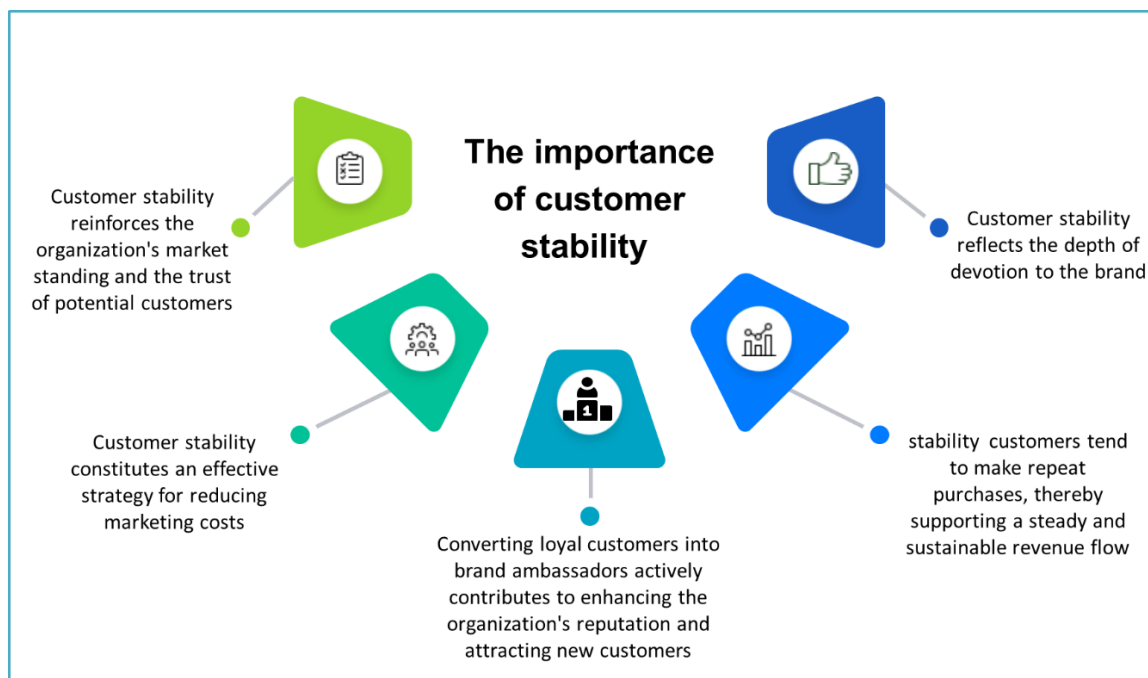 The importance
of customer
stability
Customer stability
reinforces the
organization's market
standing and the trust
of potential customers
Customer stability
constitutes an effective
strategy for reducing
marketing costs
1
Converting loyal customers into
brand ambassadors actively
contributes to enhancing the
organization's reputation and
attracting new customers
stability customers tend
to make repeat
purchases, thereby
supporting a steady and
sustainable revenue flow
Customer stability
reflects the depth of
devotion to the brand